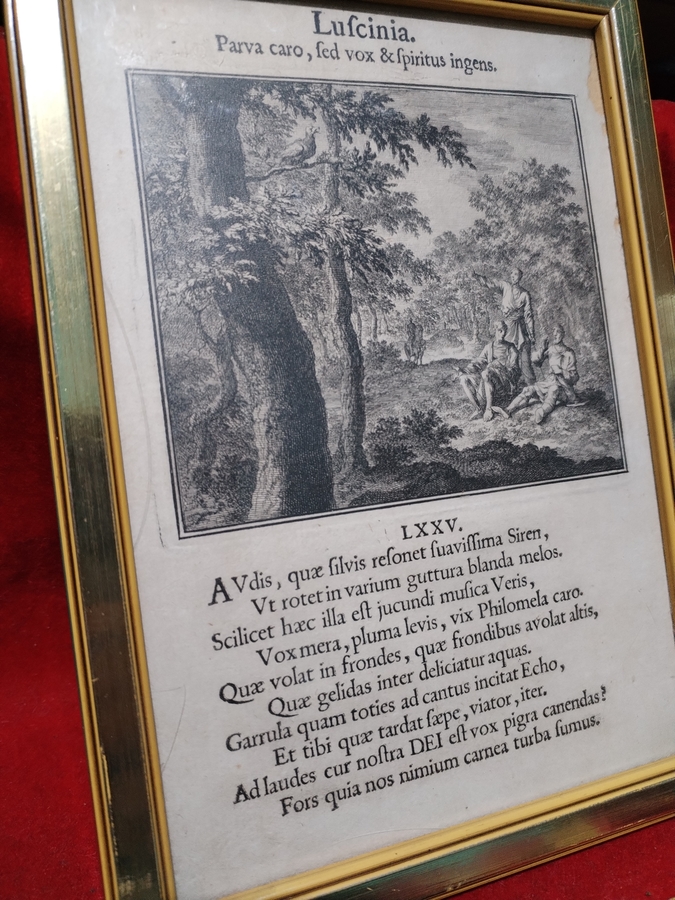 Luſcinia.
Parva caro, ſed vox & ſpiritus ingens.
LXXV.
AVdis, quæ ſilvis reſonet ſuaviſſima Siren,
Vt rotet in varium guttura blanda melos.
Scilicet hæc illa eſt jucundi muſica Veris,
Vox mera, pluma levis, vix Philomela caro.
Quæ volat in frondes, quæ frondibus avolat altis,
Quæ gelidas inter deliciatur aquas.
Garrula quam toties ad cantus incitat Echo,
Et tibi quæ tardat ſæpe, viator, iter.
Ad laudes cur noſtra DEI eſt vox pigra canendas?
Fors quia nos nimium carnea turba ſumus.